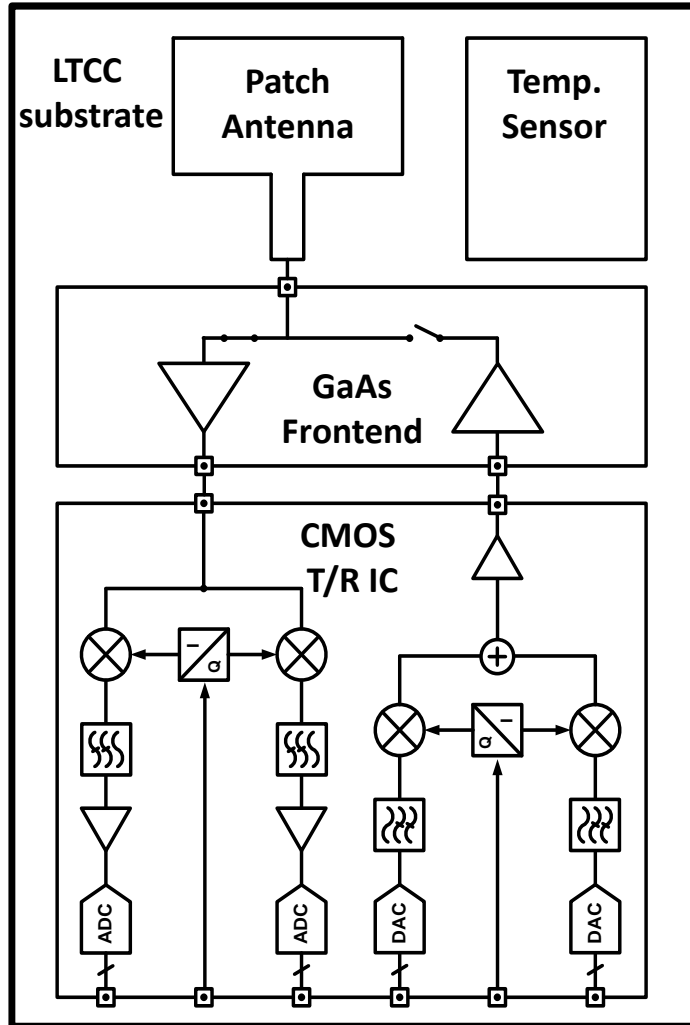 LTCC
substrate
Patch
Antenna
Temp.
Sensor
GaAs
Frontend
CMOS
T/R IC
I
Q
Q
I
ADC
ADC
DAC
DAC